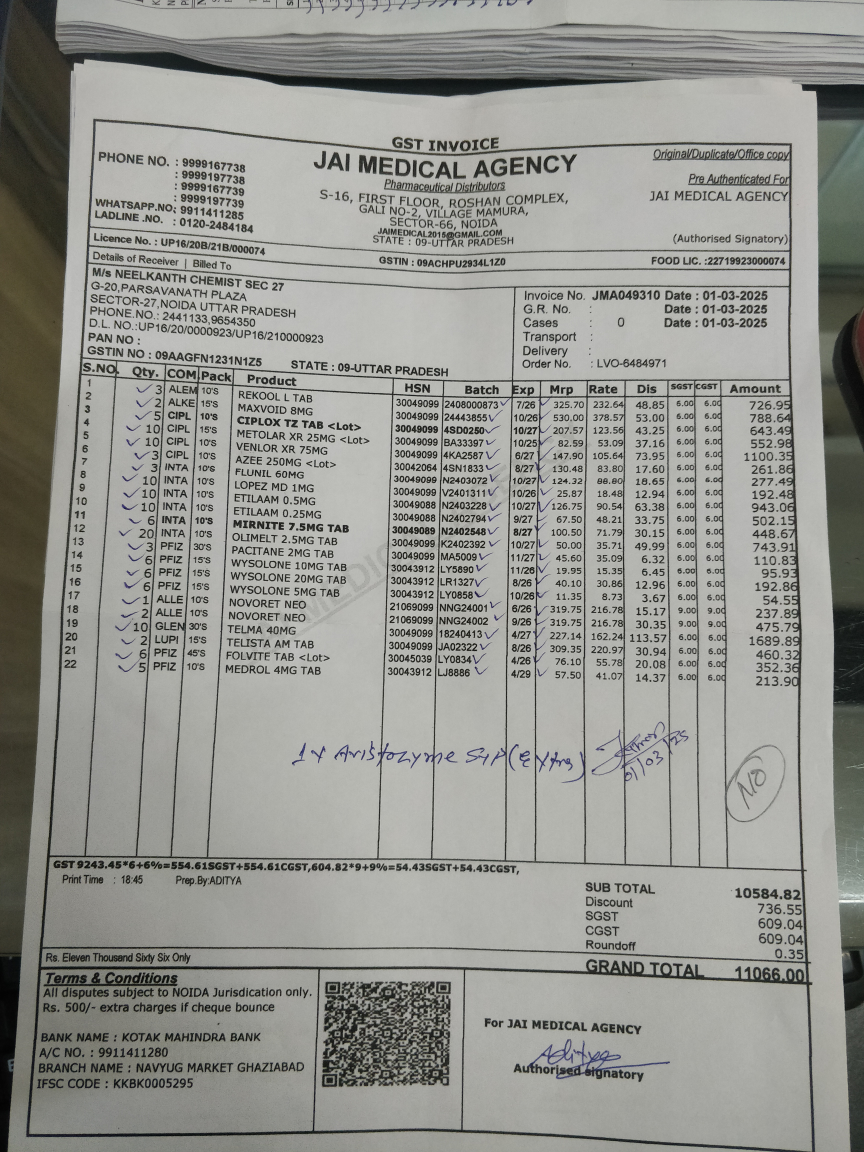 GST INVOICE
Original/Duplicate/Office copy
PHONE NO. : 9999167738
: 9999197738
: 9999167739
: 9999197739
WHATSAPP.NO: 9911411285
LADLINE .NO. : 0120-2484184
JAI MEDICAL AGENCY
Pharmaceutical Distributors
S-16, FIRST FLOOR, ROSHAN COMPLEX,
GALI NO-2, VILLAGE MAMURA,
SECTOR-66, NOIDA
JAIMEDICAL2015@GMAIL.COM
STATE : 09-UTTAR PRADESH
Pre Authenticated For
JAI MEDICAL AGENCY
(Authorised Signatory)
Licence No. : UP16/20B/21B/000074 GSTIN : 09ACHPU2934L1Z0 FOOD LIC. :22719923000074
Details of Receiver | Billed To
M/s NEELKANTH CHEMIST SEC 27
G-20,PARSAVANATH PLAZA
SECTOR-27,NOIDA UTTAR PRADESH
PHONE.NO.: 2441133,9654350
D.L. NO.:UP16/20/0000923/UP16/210000923
PAN NO :
GSTIN NO : 09AAGFN1231N1Z5 STATE : 09-UTTAR PRADESH
Invoice No. JMA049310 Date : 01-03-2025
G.R. No. : Date : 01-03-2025
Cases : 0 Date : 01-03-2025
Transport :
Delivery :
Order No. : LVO-6484971
S.NO. Qty. COM Pack Product HSN Batch Exp Mrp Rate Dis SGST CGST Amount
1 3 ALEM 10'S REKOOL L TAB 30049099 2408000873 7/26 325.70 232.64 48.85 6.00 6.00 726.95
2 2 ALKE 15'S MAXVOID 8MG 30049099 24443855 10/26 530.00 378.57 53.00 6.00 6.00 788.64
3 5 CIPL 10'S CIPLOX TZ TAB <Lot> 30049099 4SD0250 10/27 207.57 123.56 43.25 6.00 6.00 643.49
4 10 CIPL 15'S METOLAR XR 25MG <Lot> 30049099 BA33397 10/25 82.59 53.09 37.16 6.00 6.00 552.98
5 10 CIPL 10'S VENLOR XR 75MG 30049099 4KA2587 6/27 147.90 105.64 73.95 6.00 6.00 1100.35
6 3 CIPL 10'S AZEE 250MG <Lot> 30042064 4SN1833 8/27 130.48 83.80 17.60 6.00 6.00 261.86
7 3 INTA 10'S FLUNIL 60MG 30049099 N2403072 10/27 124.32 88.80 18.65 6.00 6.00 277.49
8 10 INTA 10'S LOPEZ MD 1MG 30049099 V2401311 10/26 25.87 18.48 12.94 6.00 6.00 192.48
9 10 INTA 10'S ETILAAM 0.5MG 30049088 N2403228 10/27 126.75 90.54 63.38 6.00 6.00 943.06
10 10 INTA 10'S ETILAAM 0.25MG 30049088 N2402794 9/27 67.50 48.21 33.75 6.00 6.00 502.15
11 6 INTA 10'S MIRNITE 7.5MG TAB 30049089 N2402548 8/27 100.50 71.79 30.15 6.00 6.00 448.67
12 20 INTA 10'S OLIMELT 2.5MG TAB 30049099 K2402392 10/27 50.00 35.71 49.99 6.00 6.00 743.91
13 3 PFIZ 30'S PACITANE 2MG TAB 30049099 MA5009 11/27 45.60 35.09 6.32 6.00 6.00 110.83
14 6 PFIZ 15'S WYSOLONE 10MG TAB 30043912 LY5890 11/26 19.95 15.35 6.45 6.00 6.00 95.93
15 6 PFIZ 15'S WYSOLONE 20MG TAB 30043912 LR1327 8/26 40.10 30.86 12.96 6.00 6.00 192.86
16 6 PFIZ 15'S WYSOLONE 5MG TAB 30043912 LY0858 10/26 11.35 8.73 3.67 6.00 6.00 54.55
17 1 ALLE 10'S NOVORET NEO 21069099 NNG24001 6/26 319.75 216.78 15.17 9.00 9.00 237.89
18 2 ALLE 10'S NOVORET NEO 21069099 NNG24002 9/26 319.75 216.78 30.35 9.00 9.00 475.79
19 10 GLEN 30'S TELMA 40MG 30049099 18240413 4/27 227.14 162.24 113.57 6.00 6.00 1689.89
20 2 LUPI 15'S TELISTA AM TAB 30049099 JA02322 8/26 309.35 220.97 30.94 6.00 6.00 460.32
21 6 PFIZ 45'S FOLVITE TAB <Lot> 30045039 LY0834 4/26 76.10 55.78 20.08 6.00 6.00 352.36
22 5 PFIZ 10'S MEDROL 4MG TAB 30043912 LJ8886 4/29 57.50 41.07 14.37 6.00 6.00 213.90
1x Aristozyme Syp (Extra)
01/03/25
NO
GST 9243.45*6+6%=554.61SGST+554.61CGST,604.82*9+9%=54.43SGST+54.43CGST,
Print Time : 18:45 Prep.By:ADITYA
SUB TOTAL 10584.82
Discount 736.55
SGST 609.04
CGST 609.04
Roundoff 0.35
Rs. Eleven Thousand Sixty Six Only
GRAND TOTAL 11066.00
Terms & Conditions
All disputes subject to NOIDA Jurisdication only.
Rs. 500/- extra charges if cheque bounce
BANK NAME : KOTAK MAHINDRA BANK
A/C NO. : 9911411280
BRANCH NAME : NAVYUG MARKET GHAZIABAD
IFSC CODE : KKBK0005295
For JAI MEDICAL AGENCY
Aditya
Authorised signatory